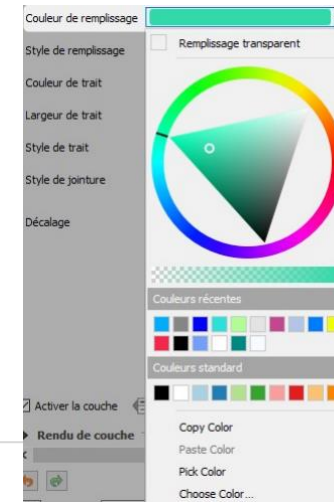 Couleur de remplissage
Remplissage transparent
Style de remplissage
Couleur de trait
Largeur de trait
Style de trait
Style de jointure
Décalage
Couleurs récentes
Couleurs standard
Activer la couche
Copy Color
Rendu de couche
Paste Color
Pick Color
Choose Color...